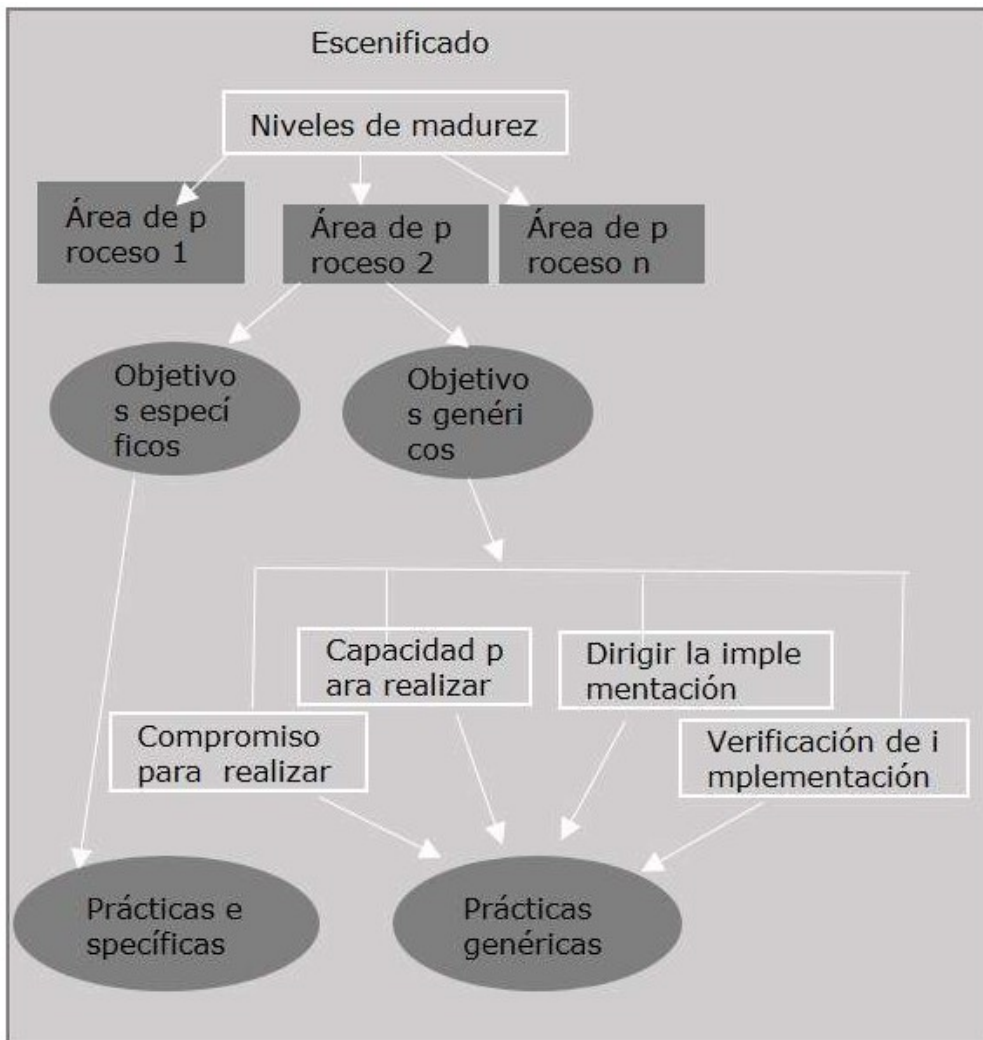 Escenificado
Niveles de madurez
Área de p
roceso 1
Área de p
roceso 2
Área de p
roceso n
Objetivo
s especí
ficos
Objetivo
s genéri
cos
Capacidad p
ara realizar
Dirigir la imple
mentación
Compromiso
para  realizar
Verificación de i
mplementación
Prácticas e
specíficas
Prácticas
genéricas